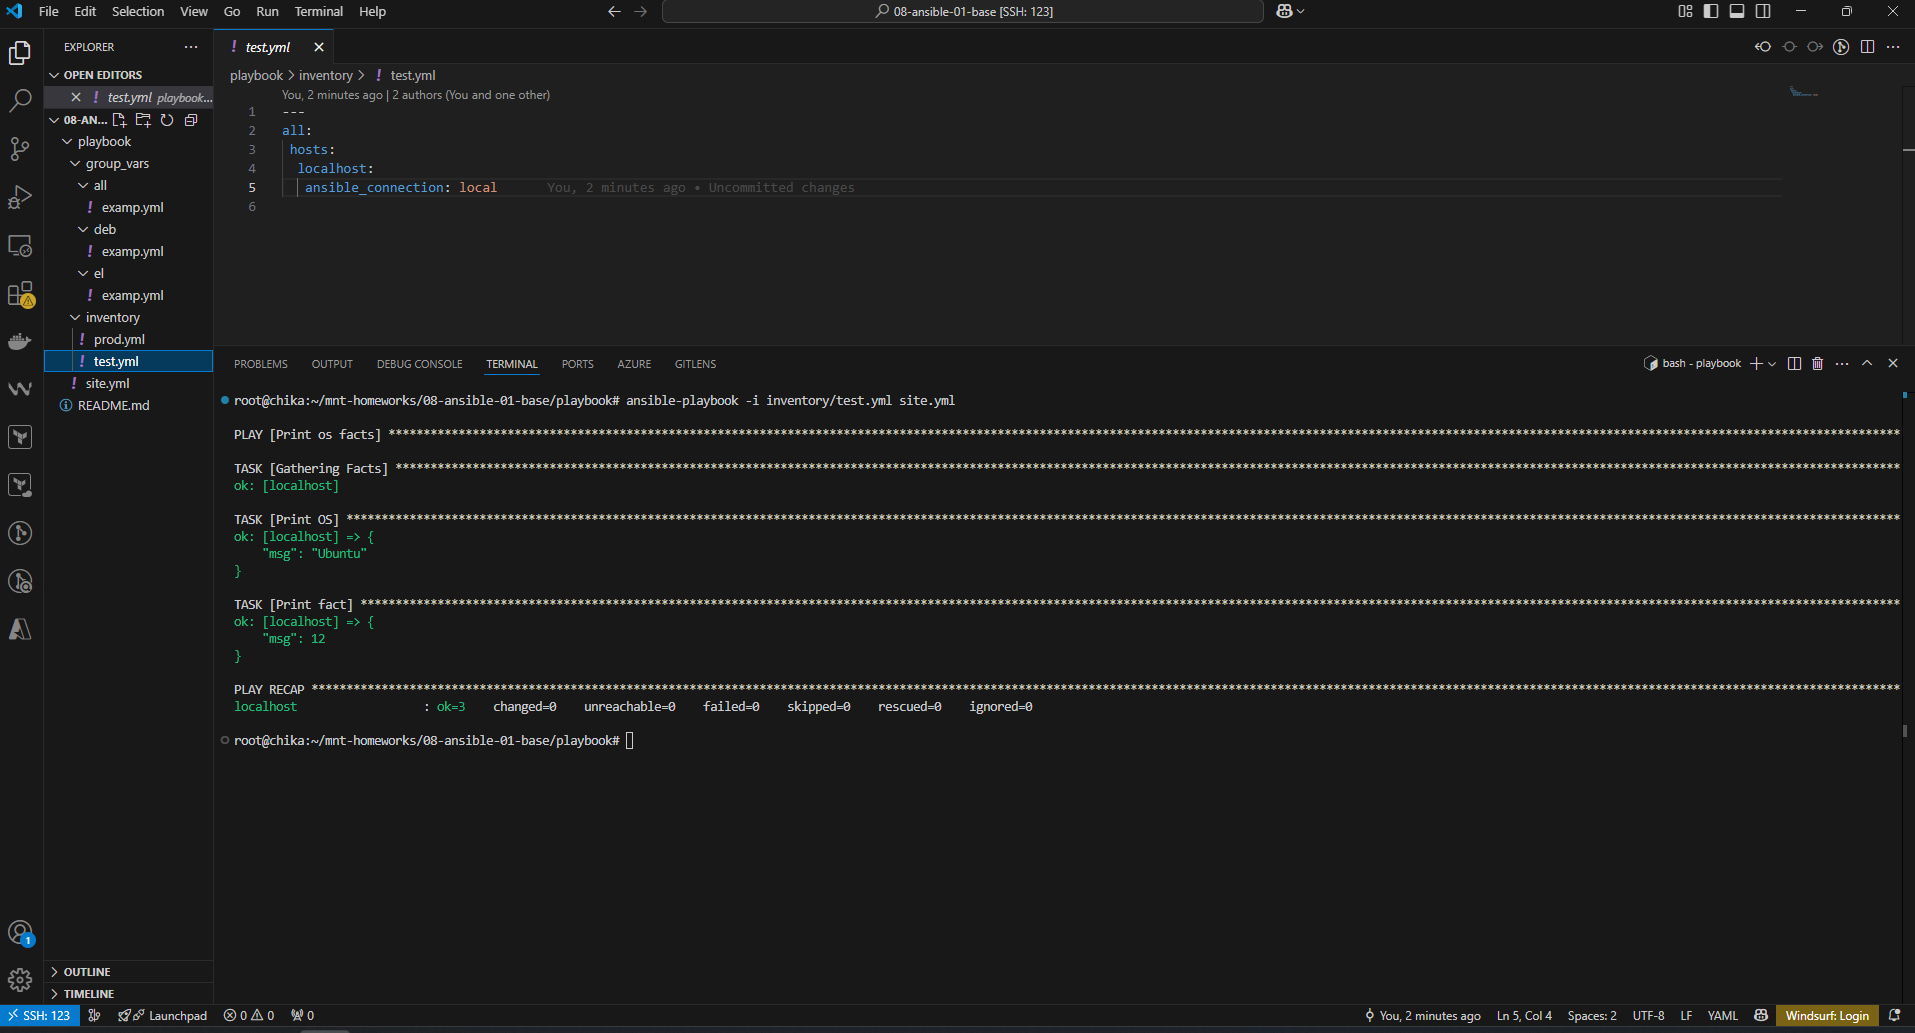 File Edit Selection View Go Run Terminal Help
08-ansible-01-base [SSH: 123]
EXPLORER
OPEN EDITORS
test.yml playbook...
08-AN...
playbook
group_vars
all
examp.yml
deb
examp.yml
el
examp.yml
inventory
prod.yml
test.yml
site.yml
README.md
OUTLINE
TIMELINE
test.yml
playbook > inventory > ! test.yml
You, 2 minutes ago | 2 authors (You and one other)
1 ---
2 all:
3 hosts:
4 localhost:
5 ansible_connection: local You, 2 minutes ago • Uncommitted changes
6
PROBLEMS OUTPUT DEBUG CONSOLE TERMINAL PORTS AZURE GITLENS
bash - playbook
root@chika:~/mnt-homeworks/08-ansible-01-base/playbook# ansible-playbook -i inventory/test.yml site.yml
PLAY [Print os facts] ****************************************************************
TASK [Gathering Facts] ****************************************************************
ok: [localhost]
TASK [Print OS] ****************************************************************
ok: [localhost] => {
"msg": "Ubuntu"
}
TASK [Print fact] ****************************************************************
ok: [localhost] => {
"msg": 12
}
PLAY RECAP ****************************************************************
localhost : ok=3 changed=0 unreachable=0 failed=0 skipped=0 rescued=0 ignored=0
root@chika:~/mnt-homeworks/08-ansible-01-base/playbook#
1
SSH: 123 Launchpad 0 0 0 You, 2 minutes ago Ln 5, Col 4 Spaces: 2 UTF-8 LF YAML Windsurf: Login